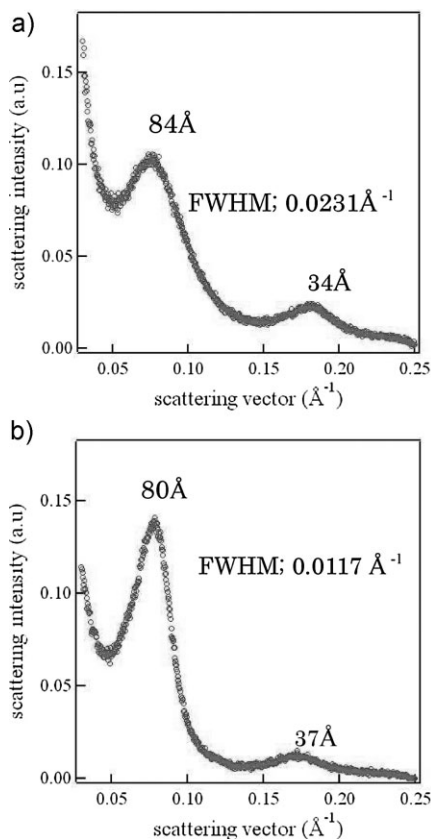 a)
scattering intensity (a.u)
0.15
0.10
0.05
0.00
84Å
FWHM; 0.0231Å⁻¹
34Å
0.05 0.10 0.15 0.20 0.25
scattering vector (Å⁻¹)
b)
scattering intensity (a.u)
0.15
0.10
0.05
0.00
80Å
FWHM; 0.0117 Å⁻¹
37Å
0.05 0.10 0.15 0.20 0.25
scattering vector (Å⁻¹)